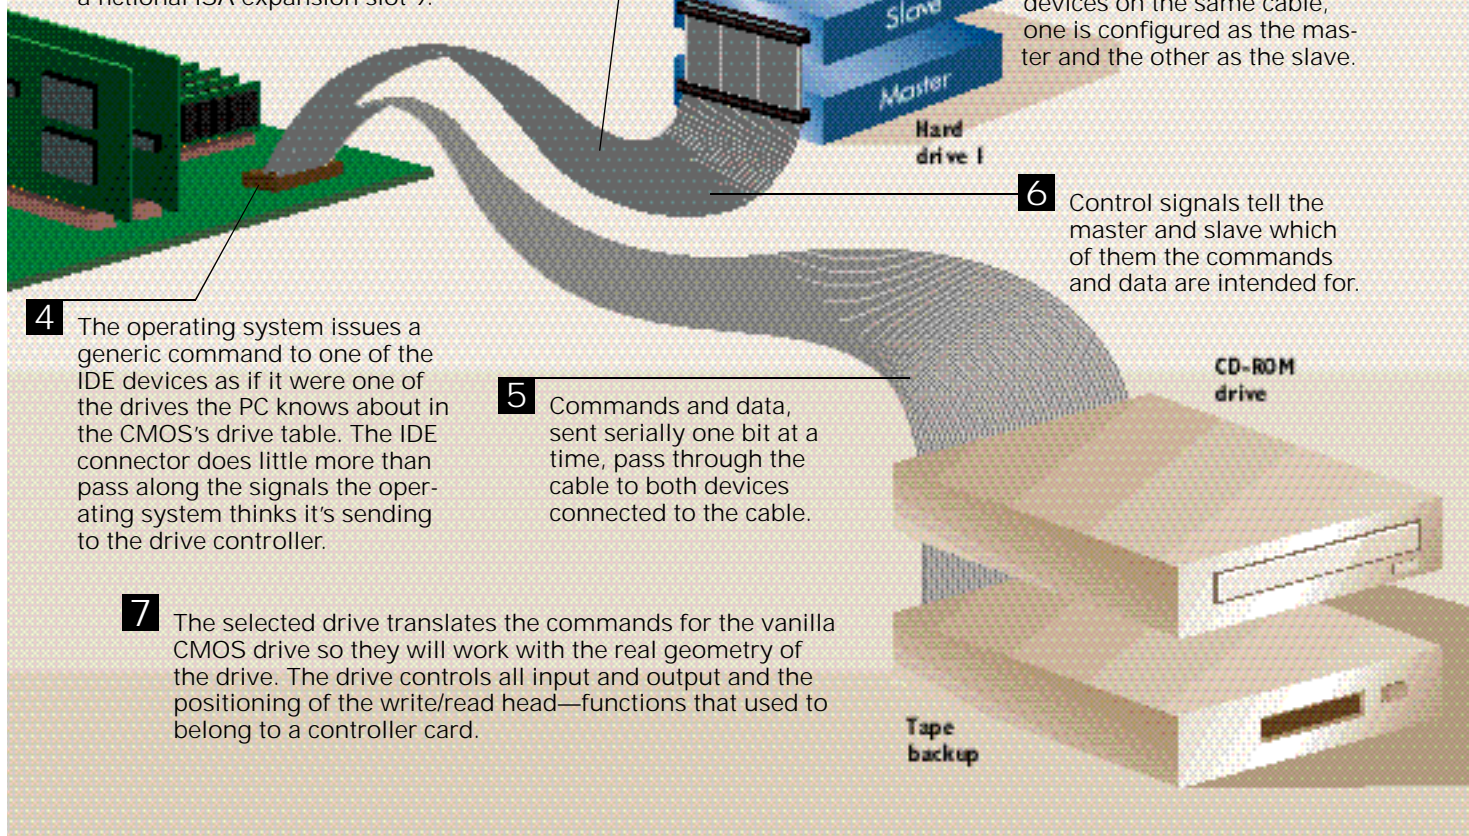 a fictional ISA expansion slot 9.
devices on the same cable,
one is configured as the mas-
ter and the other as the slave.
Slave
Master
Hard
drive 1
6
Control signals tell the
master and slave which
of them the commands
and data are intended for.
4
The operating system issues a
generic command to one of the
IDE devices as if it were one of
the drives the PC knows about in
the CMOS's drive table. The IDE
connector does little more than
pass along the signals the oper-
ating system thinks it's sending
to the drive controller.
5
Commands and data,
sent serially one bit at a
time, pass through the
cable to both devices
connected to the cable.
CD-ROM
drive
7
The selected drive translates the commands for the vanilla
CMOS drive so they will work with the real geometry of
the drive. The drive controls all input and output and the
positioning of the write/read head—functions that used to
belong to a controller card.
Tape
backup